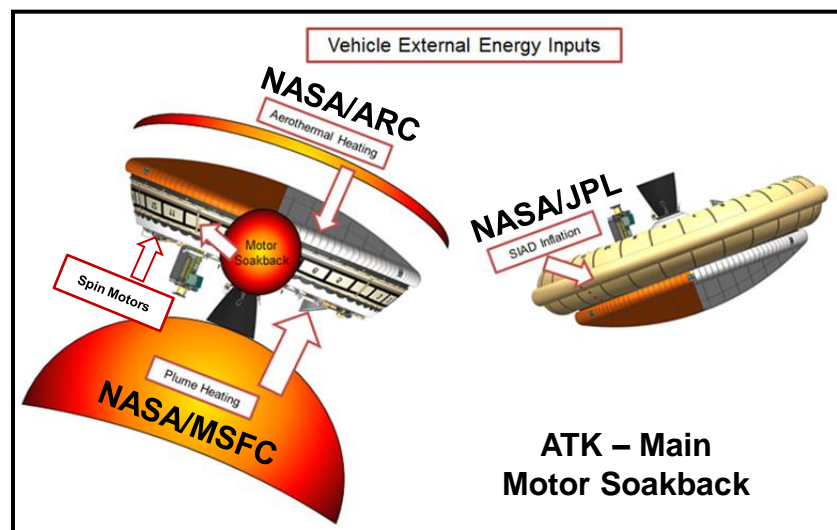 Vehicle External Energy Inputs
NASA/ARC
Aerothermal Heating
NASA/JPL
SIAD Inflation
Motor
Soakback
Spin Motors
Plume Heating
NASA/MSFC
ATK – Main
Motor Soakback